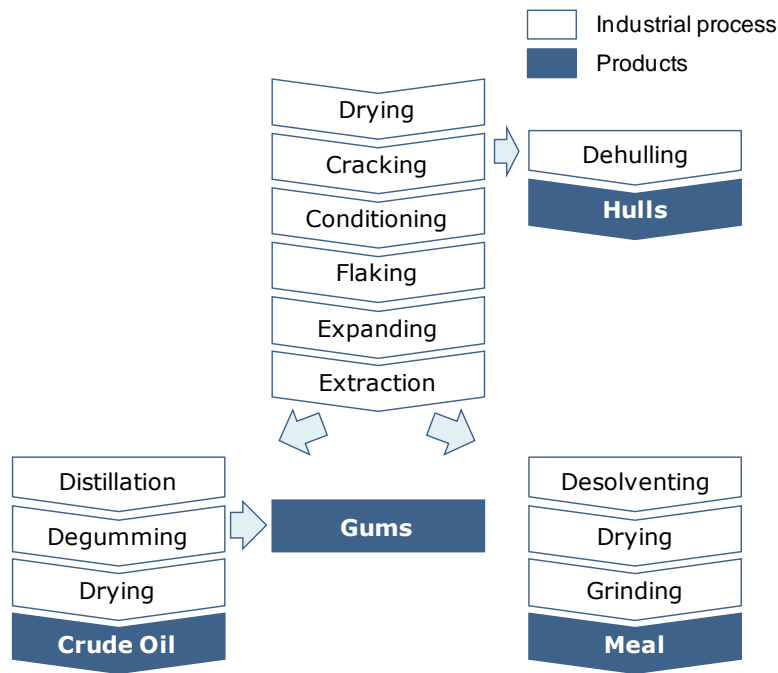 Industrial process
Products
Drying
Cracking
Conditioning
Flaking
Expanding
Extraction
Dehulling
Hulls
Distillation
Degumming
Drying
Crude Oil
Gums
Desolventing
Drying
Grinding
Meal